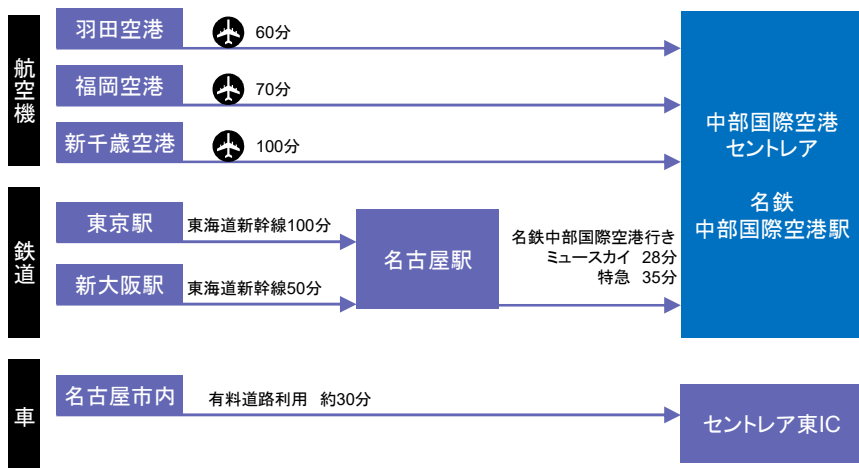 航空機
羽田空港
60分
福岡空港
70分
新千歳空港
100分
中部国際空港
セントレア
名鉄
中部国際空港駅
鉄道
東京駅
東海道新幹線100分
新大阪駅
東海道新幹線50分
名古屋駅
名鉄中部国際空港行き
ミュースカイ 28分
特急 35分
車
名古屋市内
有料道路利用 約30分
セントレア東IC